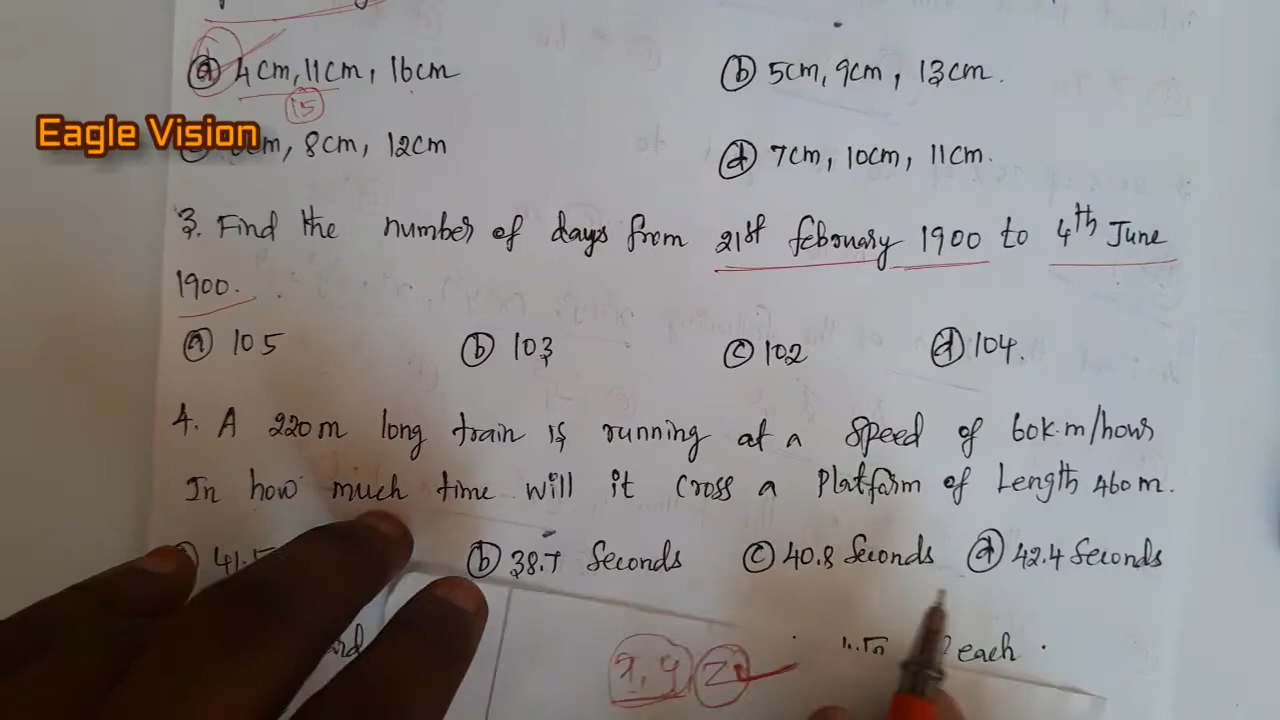 ⓐ 4cm, 11cm, 16cm ⓑ 5cm, 9cm, 13cm.
15
Eagle Vision
8cm, 12cm ⓓ 7cm, 10cm, 11cm.
3. Find the number of days from 21st february 1900 to 4th June
1900.
ⓐ 105 ⓑ 103 ⓒ 102 ⓓ 104.
4. A 220m long train is running at a speed of 60k.m/hours
In how much time will it cross a Platform of Length 460m.
41. ⓑ 38.7 Seconds ⓒ 40.8 Seconds ⓓ 42.4 Seconds
each.
x, y z